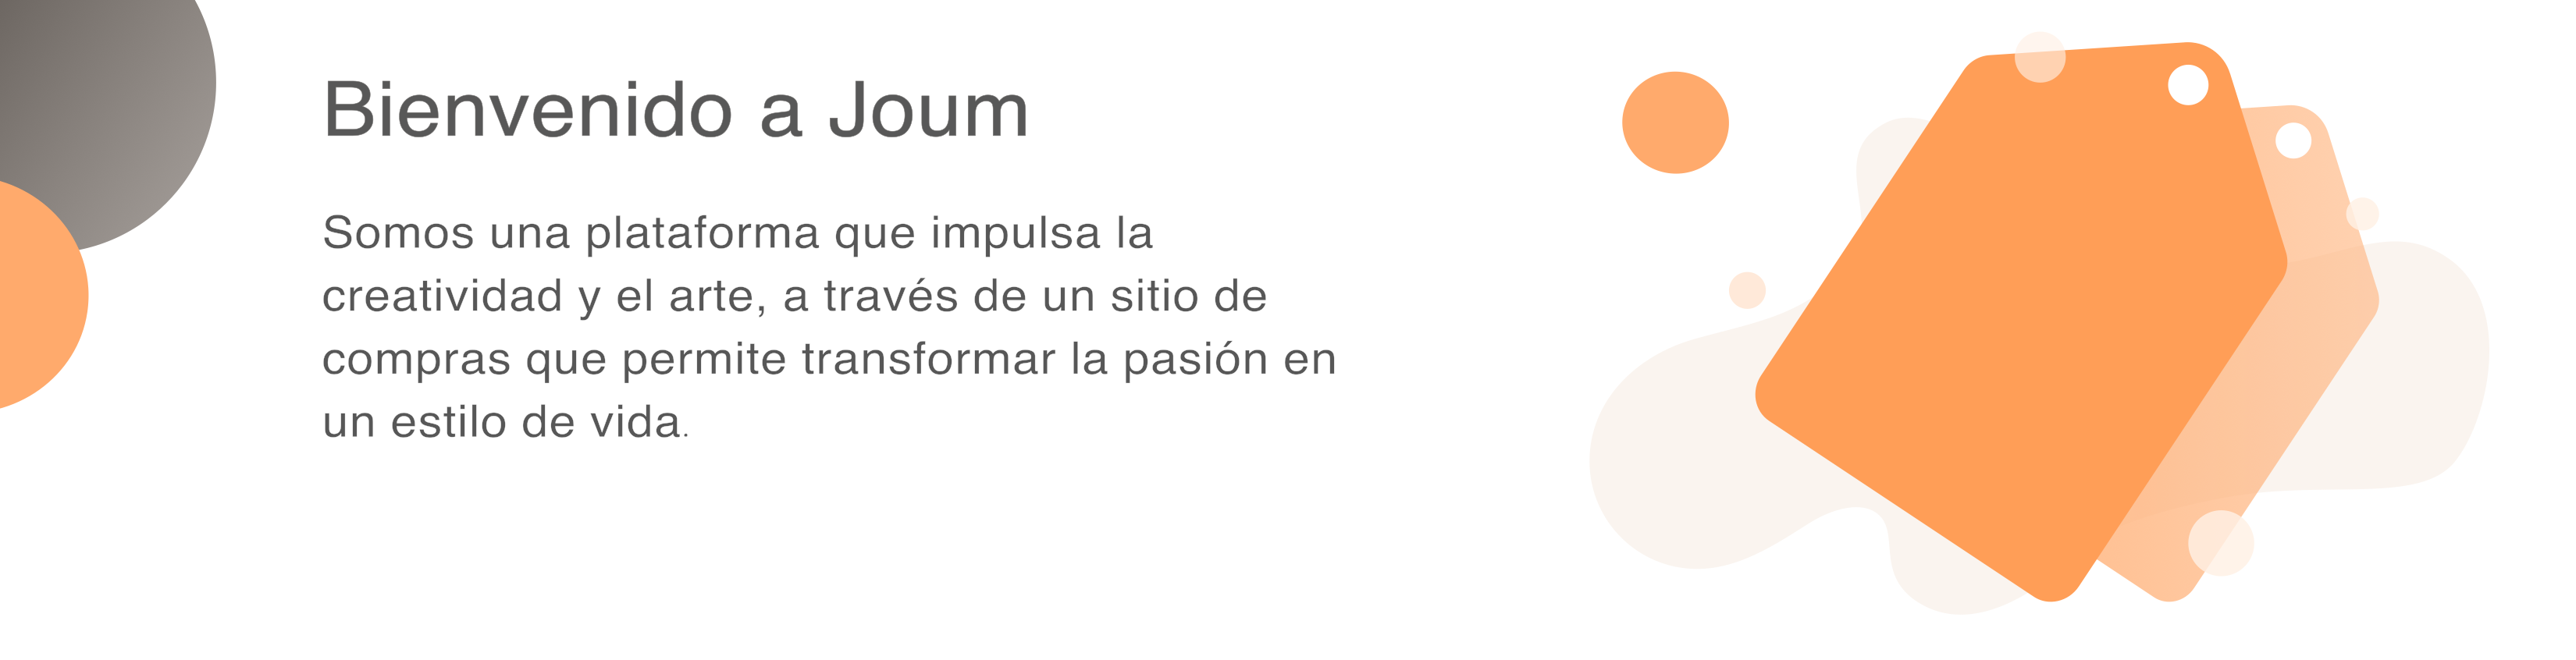 Bienvenido a Joum
Somos una plataforma que impulsa la
creatividad y el arte, a través de un sitio de
compras que permite transformar la pasión en
un estilo de vida.